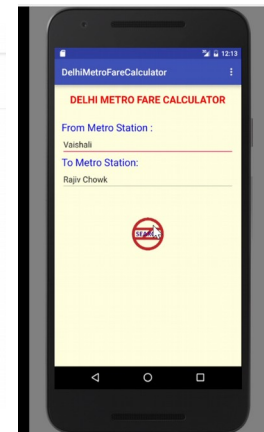 12:13
DelhiMetroFareCalculator
DELHI METRO FARE CALCULATOR
From Metro Station :
Vaishali
To Metro Station:
Rajiv Chowk